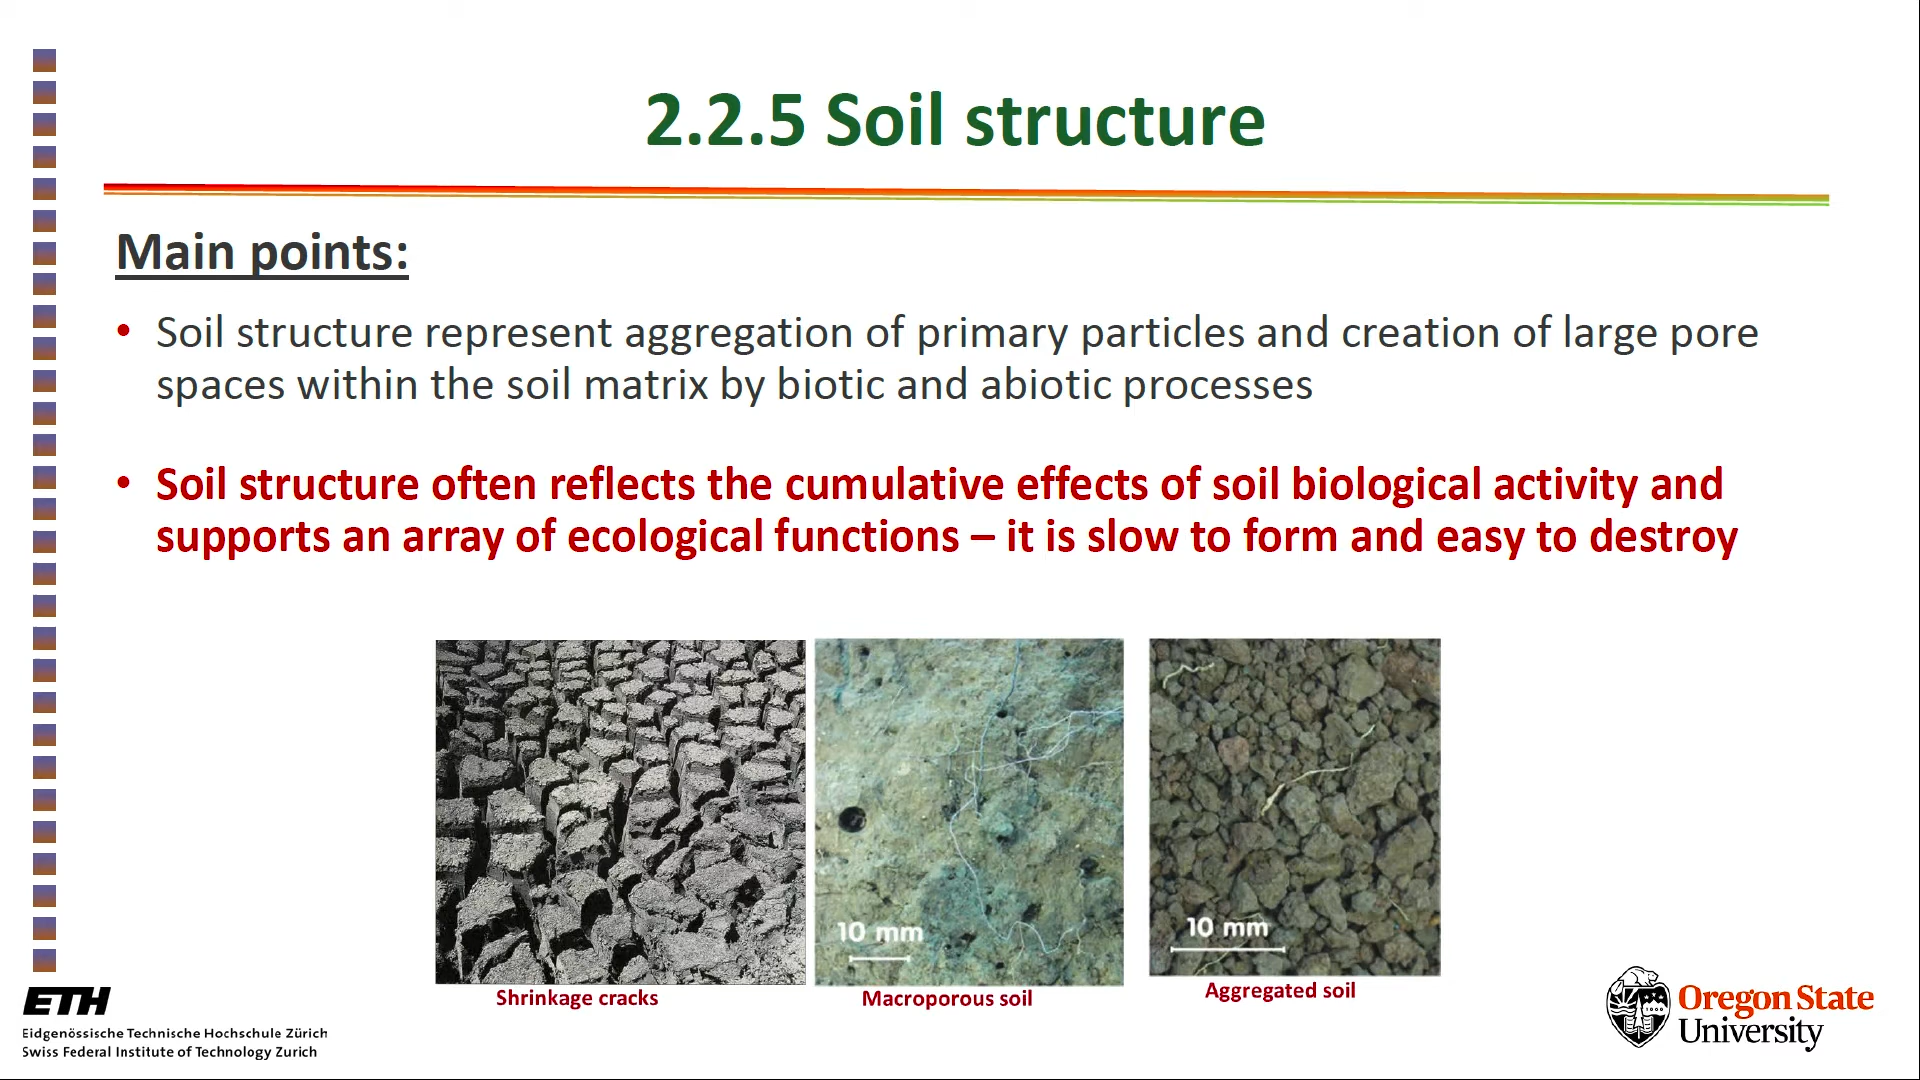 2.2.5 Soil structure
Main points:
• Soil structure represent aggregation of primary particles and creation of large pore
spaces within the soil matrix by biotic and abiotic processes
• Soil structure often reflects the cumulative effects of soil biological activity and
supports an array of ecological functions – it is slow to form and easy to destroy
10 mm
10 mm
Shrinkage cracks
Macroporous soil
Aggregated soil
ETH
Eidgenössische Technische Hochschule Zürich
Swiss Federal Institute of Technology Zurich
Oregon State
University